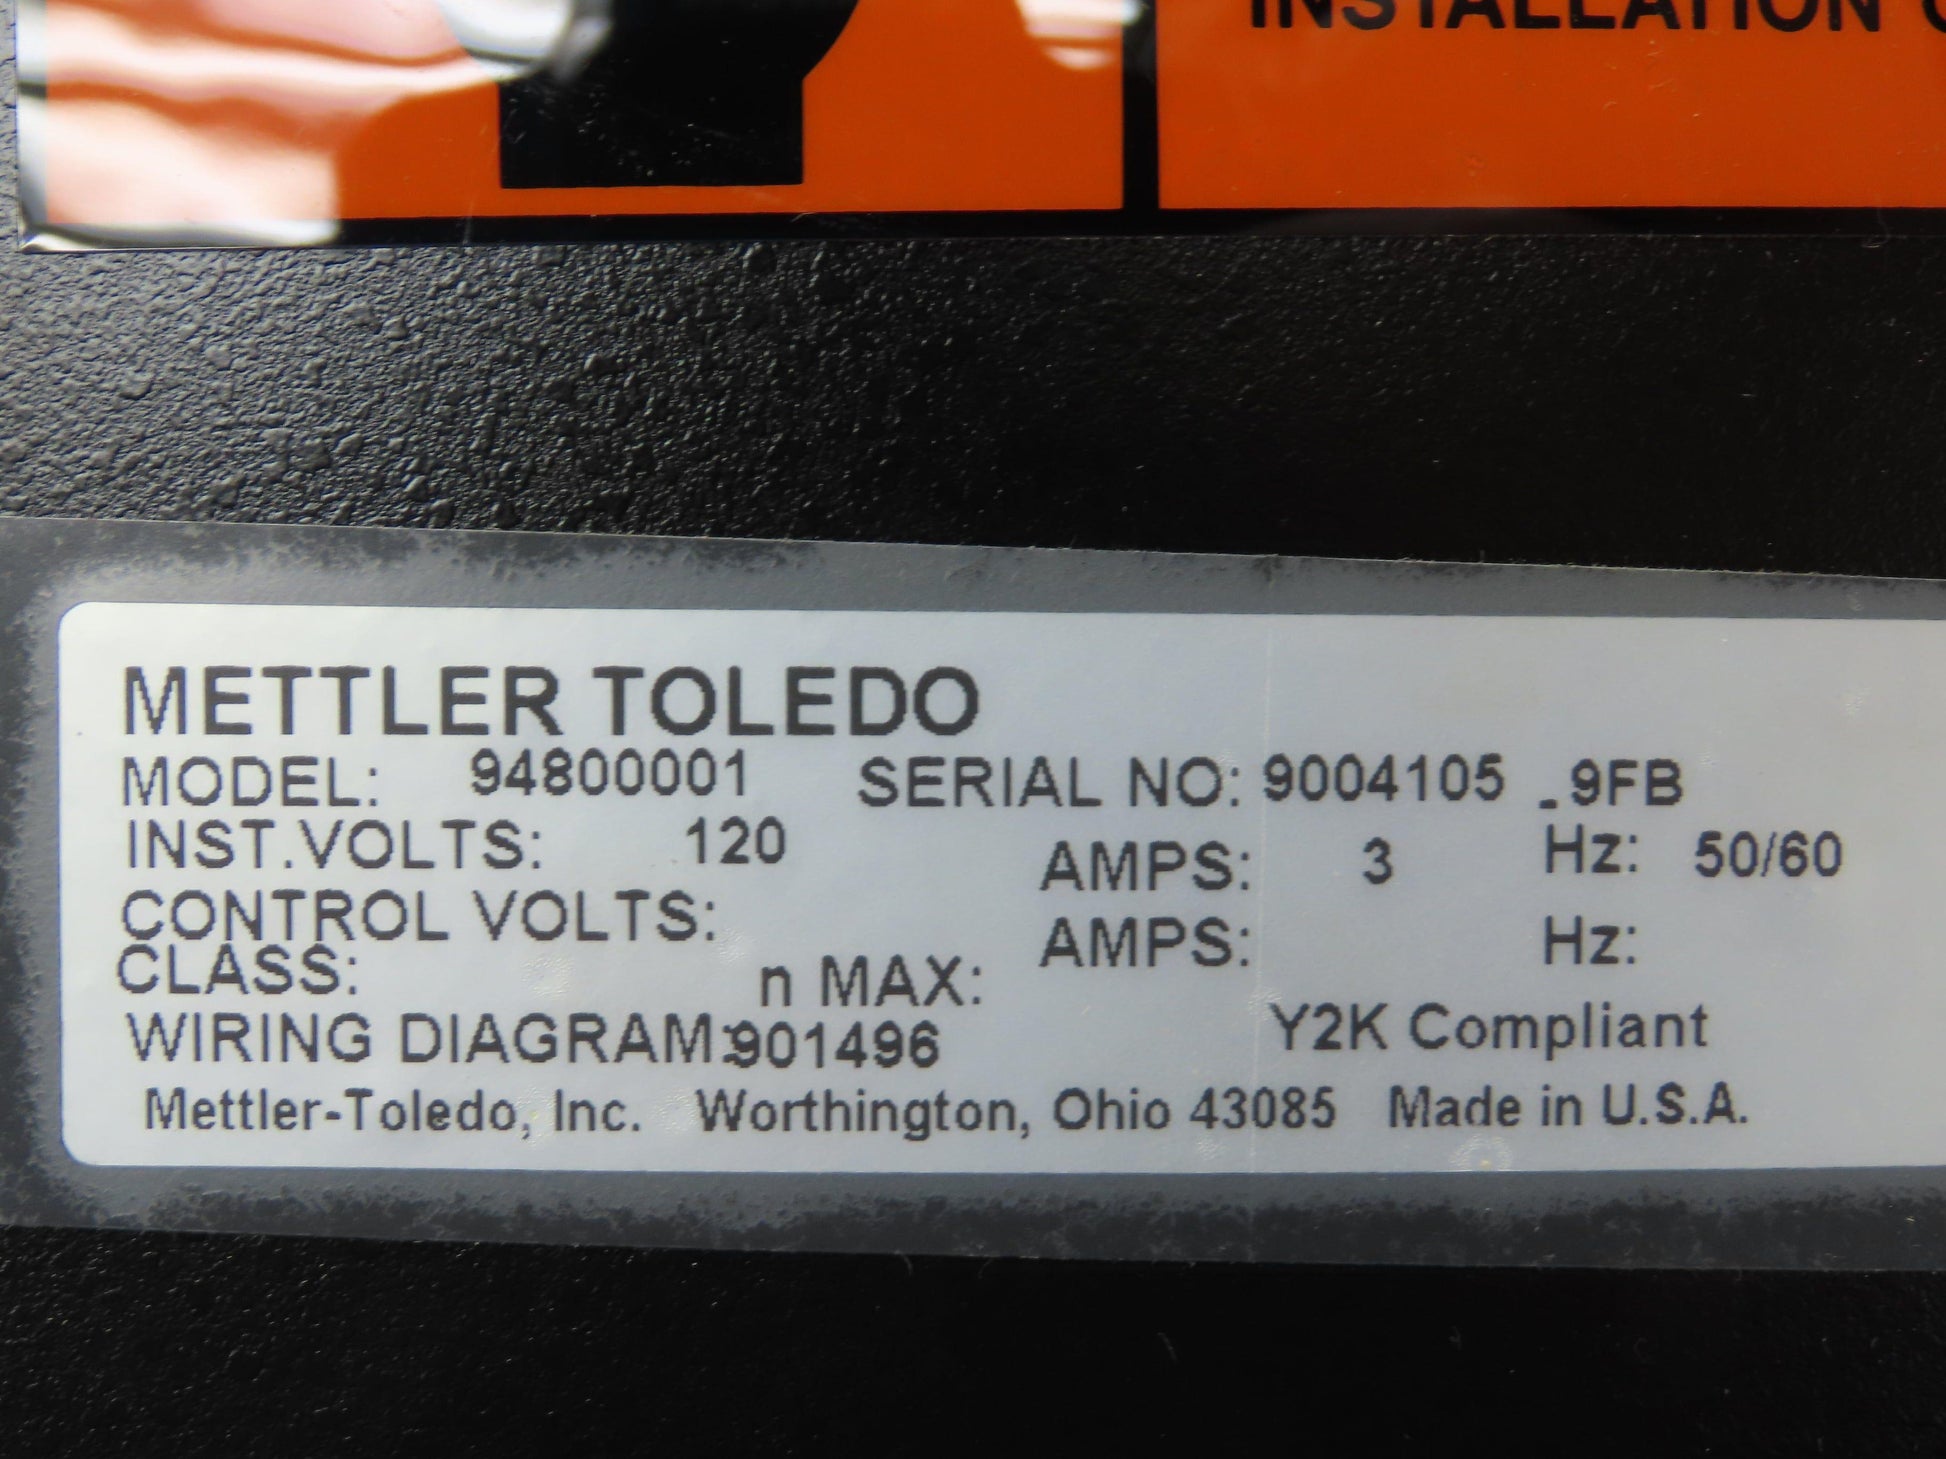 INSTALLATION
METTLER TOLEDO
MODEL: 94800001 SERIAL NO: 9004105 -9FB
INST.VOLTS: 120 AMPS: 3 Hz: 50/60
CONTROL VOLTS: AMPS: Hz:
CLASS: n MAX:
WIRING DIAGRAM:901496 Y2K Compliant
Mettler-Toledo, Inc. Worthington, Ohio 43085 Made in U.S.A.